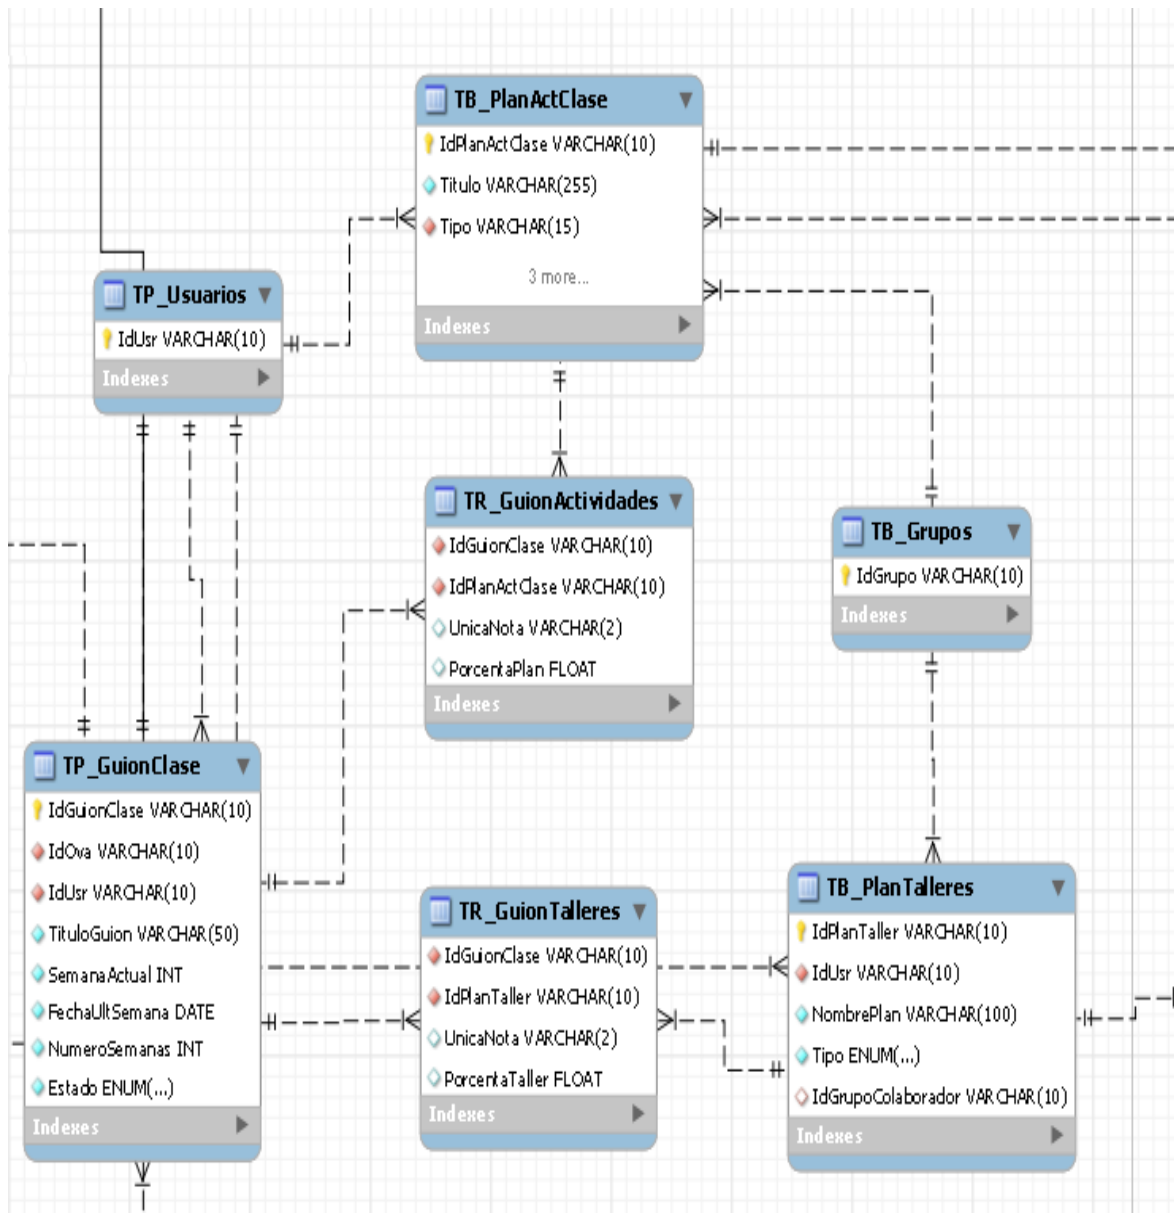 TB_PlanActClase
IdPlanActClase VARCHAR(10)
Titulo VARCHAR(255)
Tipo VARCHAR(15)
3 more...
Indexes
TP_Usuarios
IdUsr VARCHAR(10)
Indexes
TR_GuionActividades
IdGuionClase VARCHAR(10)
IdPlanActClase VARCHAR(10)
UnicaNota VARCHAR(2)
PorcentaPlan FLOAT
Indexes
TB_Grupos
IdGrupo VARCHAR(10)
Indexes
TP_GuionClase
IdGuionClase VARCHAR(10)
IdOva VARCHAR(10)
IdUsr VARCHAR(10)
TituloGuion VARCHAR(50)
SemanaActual INT
FechaUltSemana DATE
NumeroSemanas INT
Estado ENUM(...)
Indexes
TR_GuionTalleres
IdGuionClase VARCHAR(10)
IdPlanTaller VARCHAR(10)
UnicaNota VARCHAR(2)
PorcentaTaller FLOAT
Indexes
TB_PlanTalleres
IdPlanTaller VARCHAR(10)
IdUsr VARCHAR(10)
NombrePlan VARCHAR(100)
Tipo ENUM(...)
IdGrupoColaborador VARCHAR(10)
Indexes